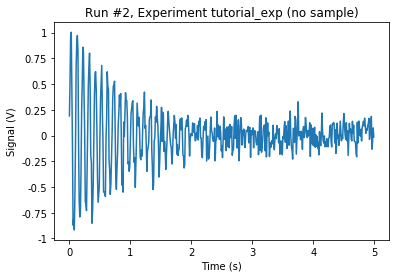 Run #2, Experiment tutorial_exp (no sample)
Signal (V)
1
0.75
0.50
0.25
0
-0.25
-0.5
-0.75
-1
0 1 2 3 4 5
Time (s)